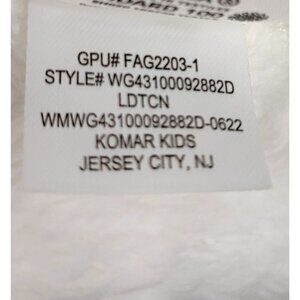 GPU# FAG2203-1
STYLE# WG43100092882D
LDTCN
WMWG43100092882D-0622
KOMAR KIDS
JERSEY CITY, NJ